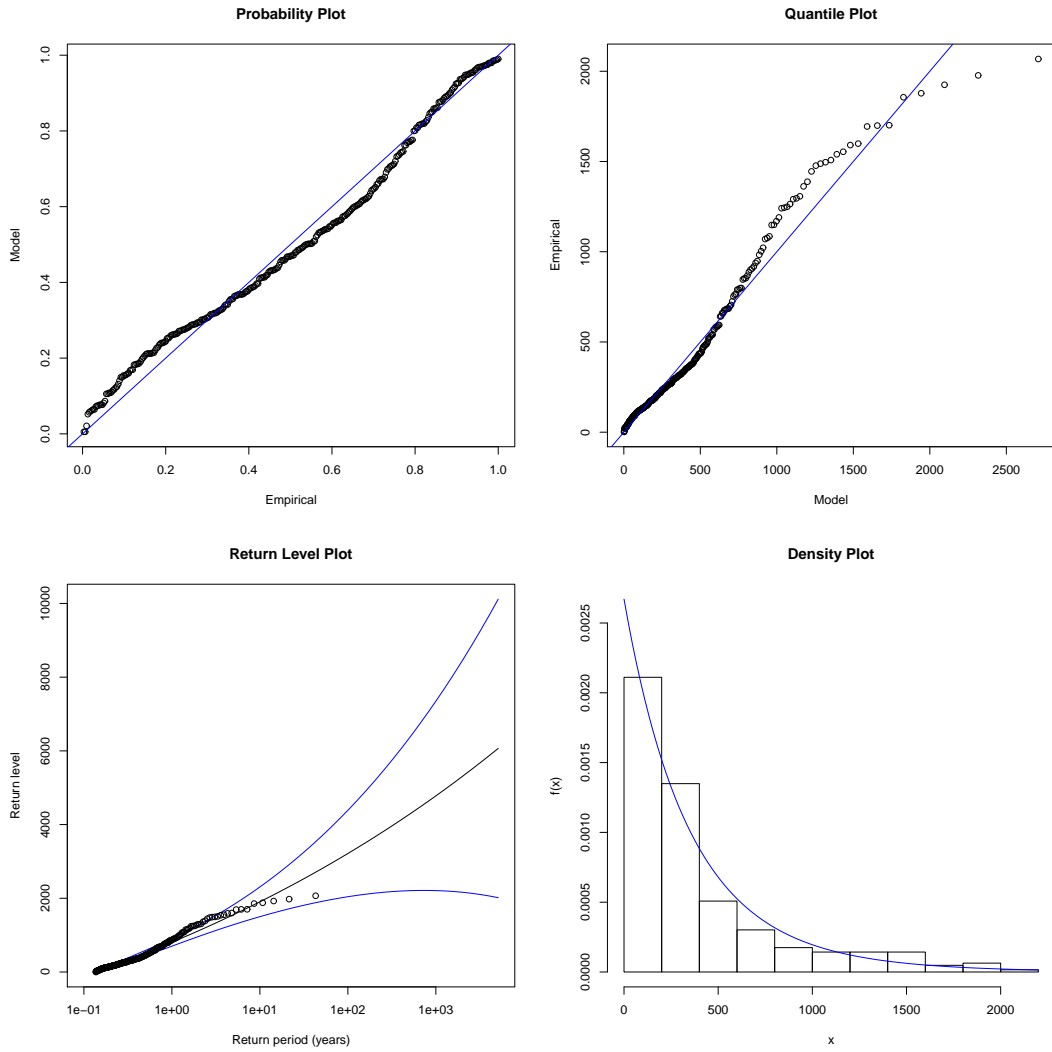 Probability Plot
Model
0.0 0.2 0.4 0.6 0.8 1.0
0.0 0.2 0.4 0.6 0.8 1.0
Empirical
Quantile Plot
Empirical
0 500 1000 1500 2000
0 500 1000 1500 2000 2500
Model
Return Level Plot
Return level
0 2000 4000 6000 8000 10000
1e−01 1e+00 1e+01 1e+02 1e+03
Return period (years)
Density Plot
f(x)
0.0000 0.0005 0.0010 0.0015 0.0020 0.0025
0 500 1000 1500 2000
x